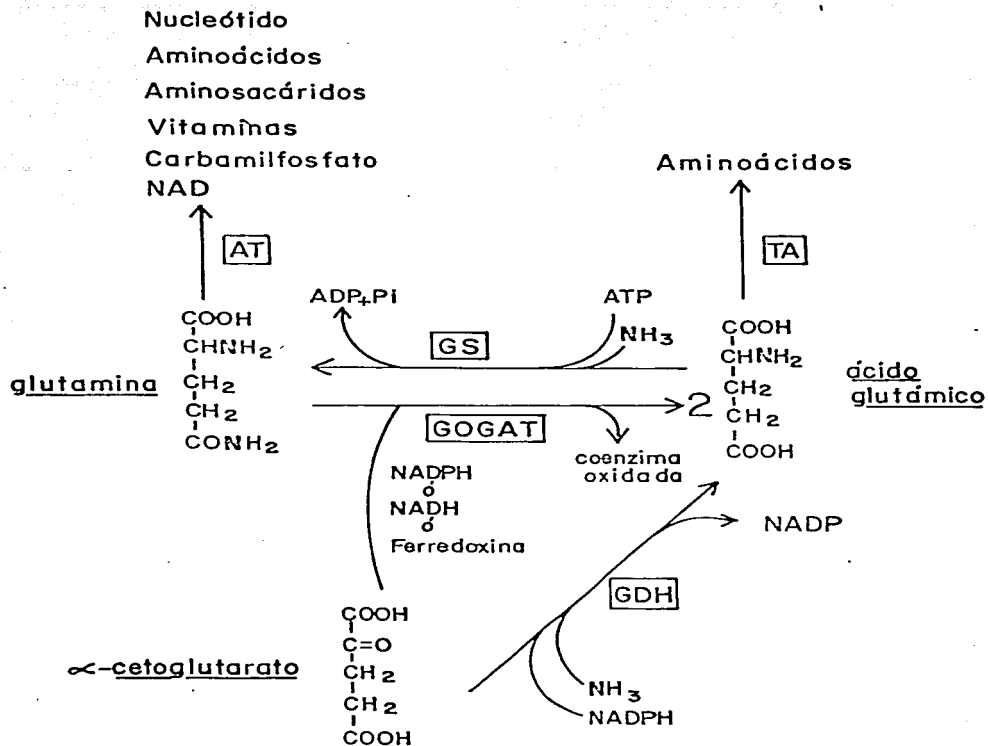 Nucleótido
Aminoácidos
Aminosacáridos
Vitaminas
Carbamilfosfato
NAD
Aminoácidos
AT
TA
ADP+Pi
ATP
NH3
GS
COOH
CHNH2
CH2
CH2
CONH2
glutamina
COOH
CHNH2
CH2
CH2
COOH
ácido
glutámico
2
GOGAT
coenzima
oxidada
NADPH
ó
NADH
ó
Ferredoxina
NADP
GDH
COOH
C=O
CH2
CH2
COOH
∝-cetoglutarato
NH3
NADPH